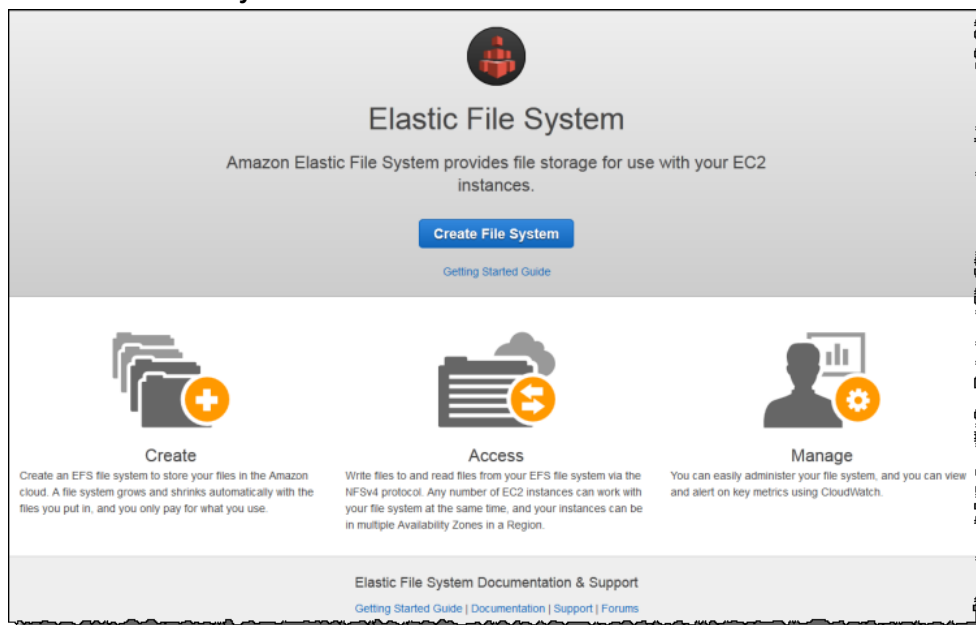 Elastic File System
Amazon Elastic File System provides file storage for use with your EC2
instances.
Create File System
Getting Started Guide
Create
Create an EFS file system to store your files in the Amazon
cloud. A file system grows and shrinks automatically with the
files you put in, and you only pay for what you use.
Access
Write files to and read files from your EFS file system via the
NFSv4 protocol. Any number of EC2 instances can work with
your file system at the same time, and your instances can be
in multiple Availability Zones in a Region.
Manage
You can easily administer your file system, and you can view
and alert on key metrics using CloudWatch.
Elastic File System Documentation & Support
Getting Started Guide | Documentation | Support | Forums